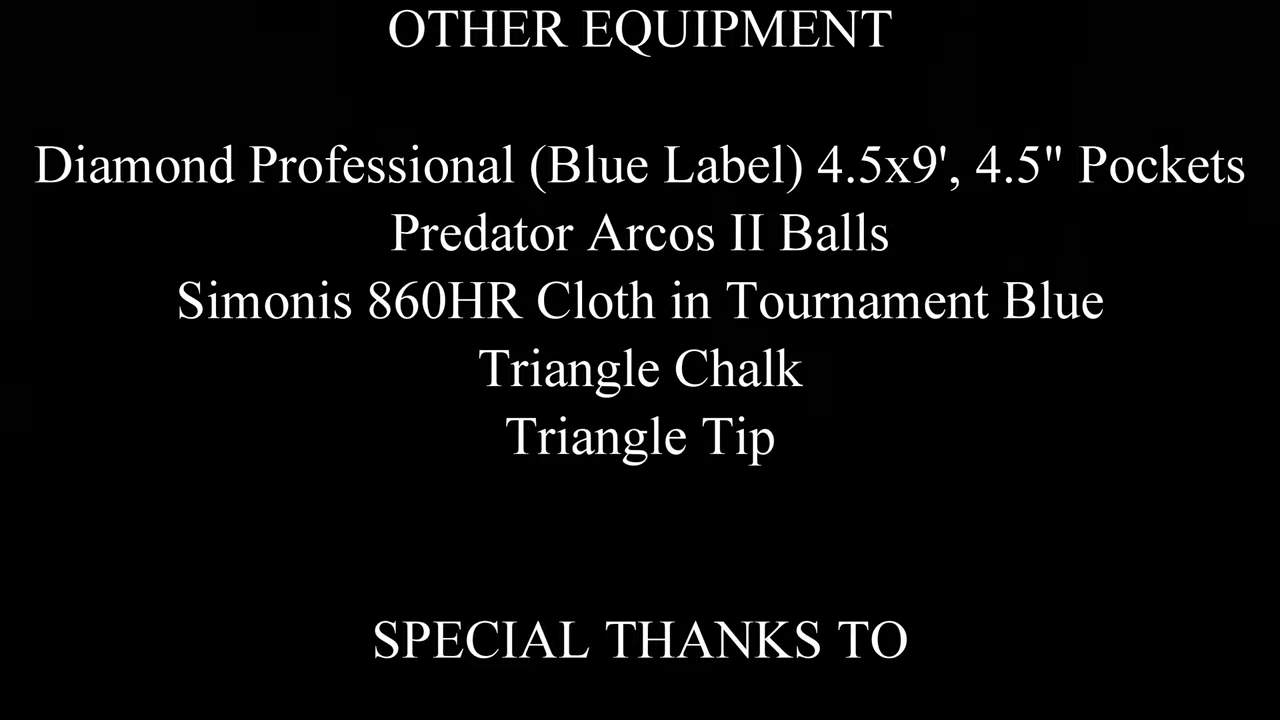 OTHER EQUIPMENT
Diamond Professional (Blue Label) 4.5x9', 4.5" Pockets
Predator Arcos II Balls
Simonis 860HR Cloth in Tournament Blue
Triangle Chalk
Triangle Tip
SPECIAL THANKS TO